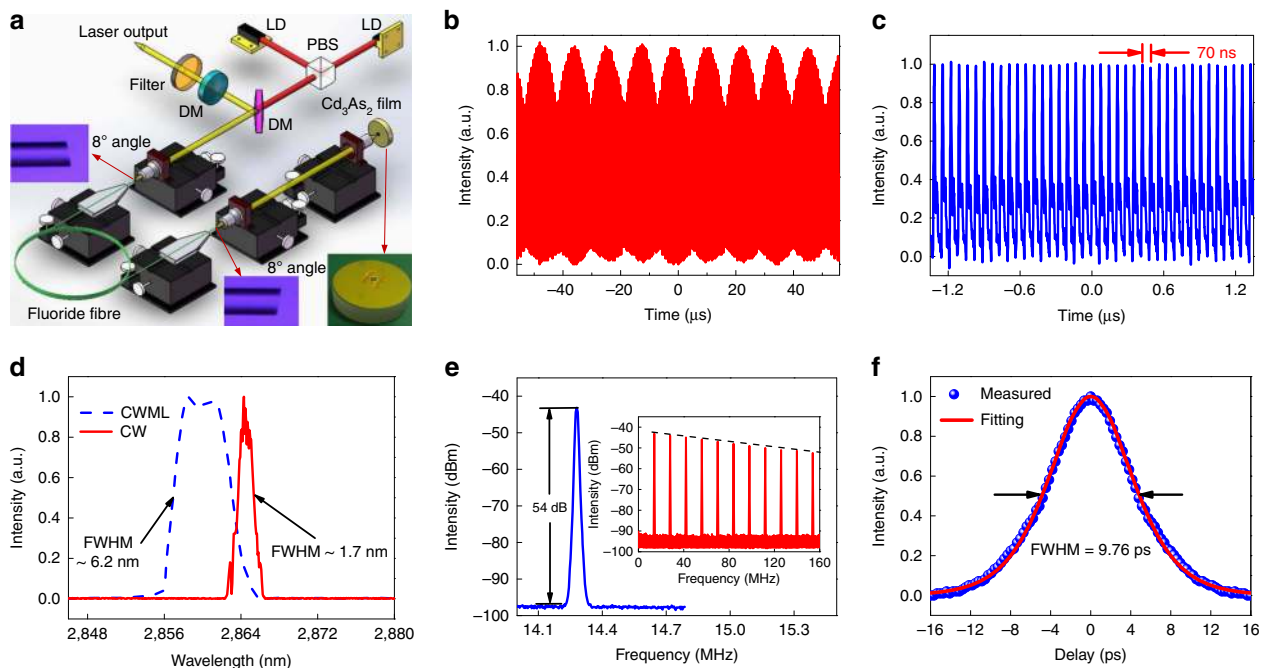 a
Laser output
LD
LD
PBS
Filter
DM
DM
Cd3As2 film
8° angle
8° angle
Fluoride fibre
b
Intensity (a.u.)
1.0
0.8
0.6
0.4
0.2
0.0
−40 −20 0 20 40
Time (μs)
c
70 ns
Intensity (a.u.)
1.0
0.8
0.6
0.4
0.2
0.0
−1.2 −0.6 0.0 0.6 1.2
Time (μs)
d
CWML
CW
Intensity (a.u.)
1.0
0.8
0.6
0.4
0.2
0.0
FWHM
~ 6.2 nm
FWHM ~ 1.7 nm
2,848 2,856 2,864 2,872 2,880
Wavelength (nm)
e
Intensity (dBm)
−40
−50
−60
−70
−80
−90
−100
54 dB
Intensity (dBm)
−40
−50
−60
−70
−80
−90
−100
0 40 80 120 160
Frequency (MHz)
14.1 14.4 14.7 15.0 15.3
Frequency (MHz)
f
Measured
Fitting
Intensity (a.u.)
1.0
0.8
0.6
0.4
0.2
0.0
FWHM = 9.76 ps
−16 −12 −8 −4 0 4 8 12 16
Delay (ps)